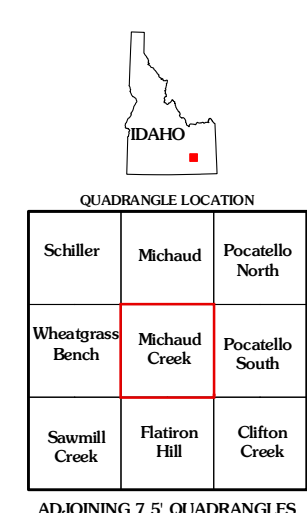 IDAHO
QUADRANGLE LOCATION
Schiller
Michaud
Pocatello
North
Wheatgrass
Bench
Michaud
Creek
Pocatello
South
Sawmill
Creek
Flatiron
Hill
Clifton
Creek
ADJOINING 7.5' QUADRANGLES